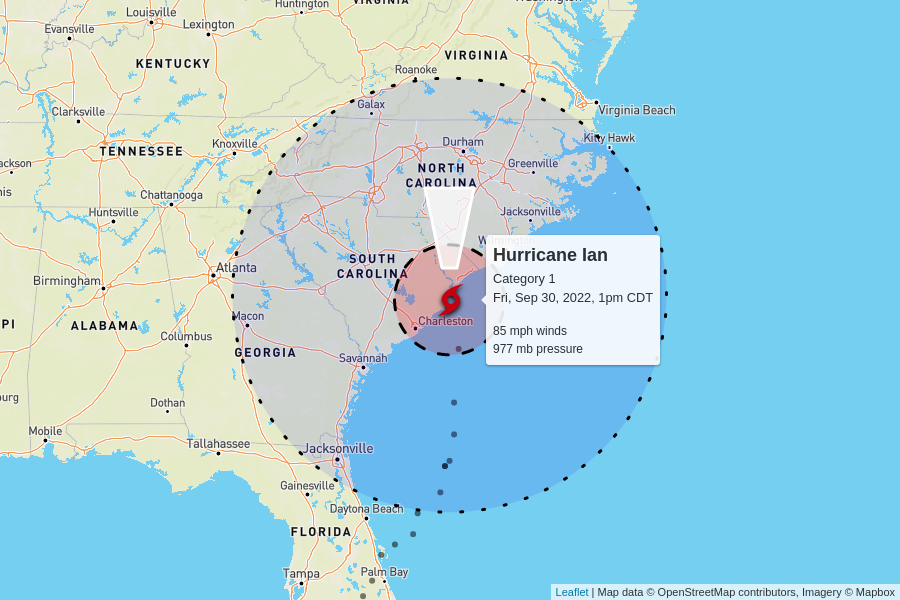 Louisville
Huntington
VIRGINIA
Evansville
Lexington
KENTUCKY
VIRGINIA
Roanoke
Galax
Virginia Beach
Clarksville
Kitty Hawk
Knoxville
Durham
TENNESSEE
Greenville
NORTH
CAROLINA
Chattanooga
Huntsville
Jacksonville
Wilmington
SOUTH
CAROLINA
Atlanta
Birmingham
Hurricane Ian
Category 1
Fri, Sep 30, 2022, 1pm CDT
85 mph winds
977 mb pressure
Macon
ALABAMA
Charleston
Columbus
GEORGIA
Savannah
Dothan
Mobile
Tallahassee
Jacksonville
Gainesville
Daytona Beach
FLORIDA
Tampa
Palm Bay
Leaflet | Map data © OpenStreetMap contributors, Imagery © Mapbox